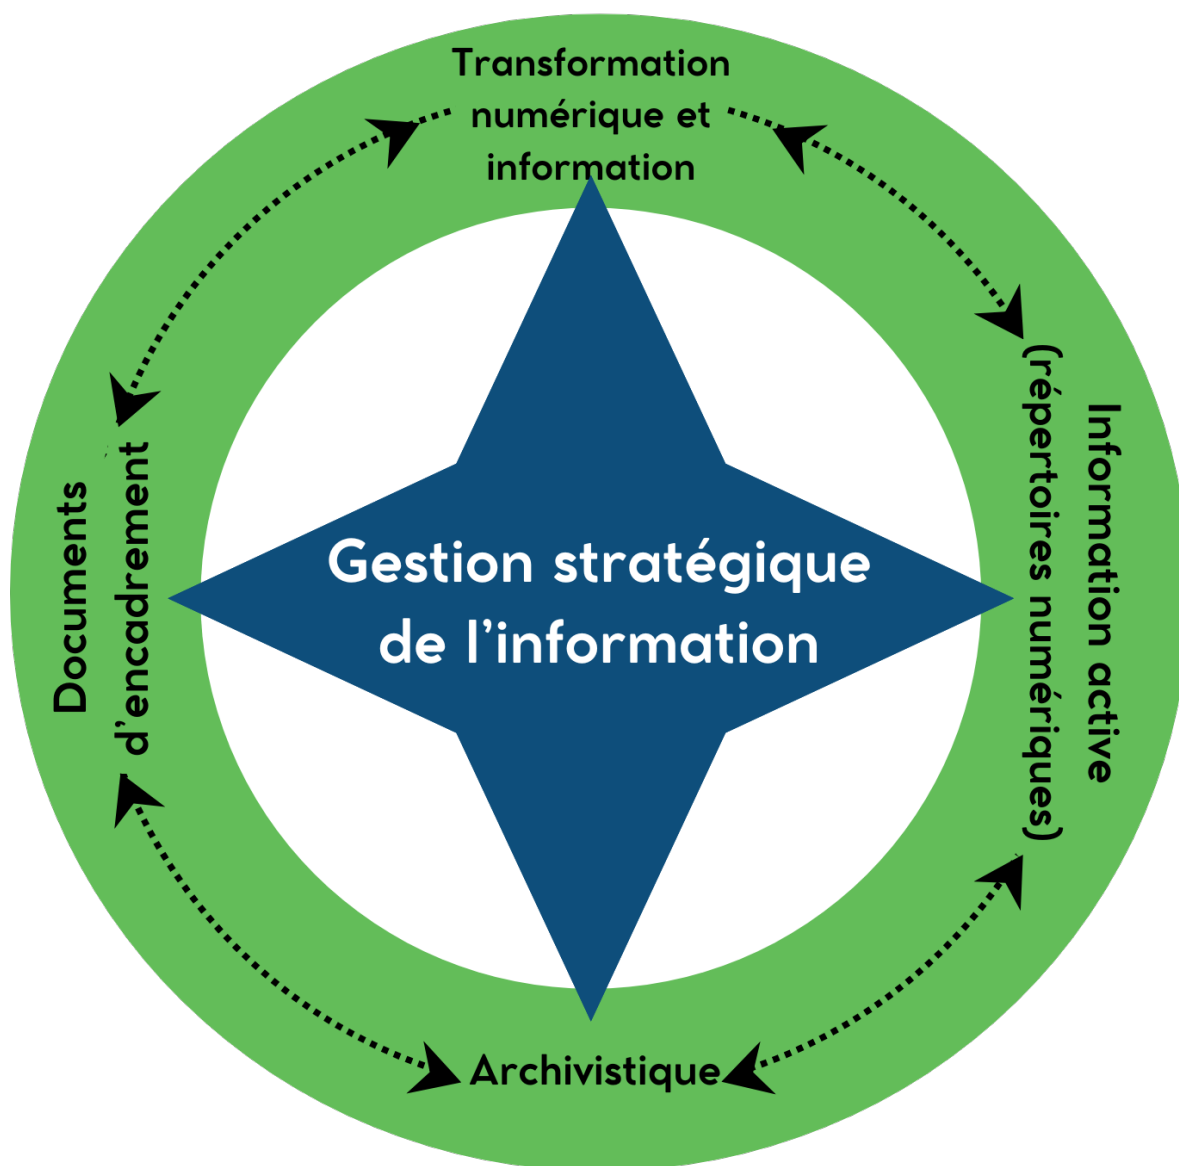 Transformation
numérique et
information
Information active
(répertoires numériques)
Archivistique
Documents
d'encadrement
Gestion stratégique
de l'information